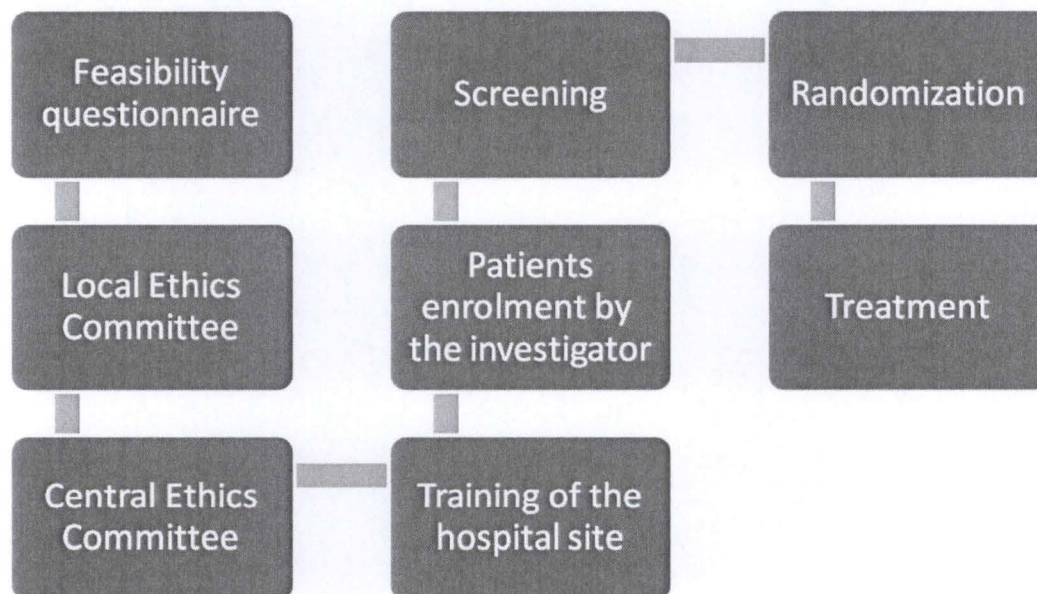 Feasibility
questionnaire
Local Ethics
Committee
Central Ethics
Committee
Training of the
hospital site
Patients
enrolment by
the investigator
Screening
Randomization
Treatment